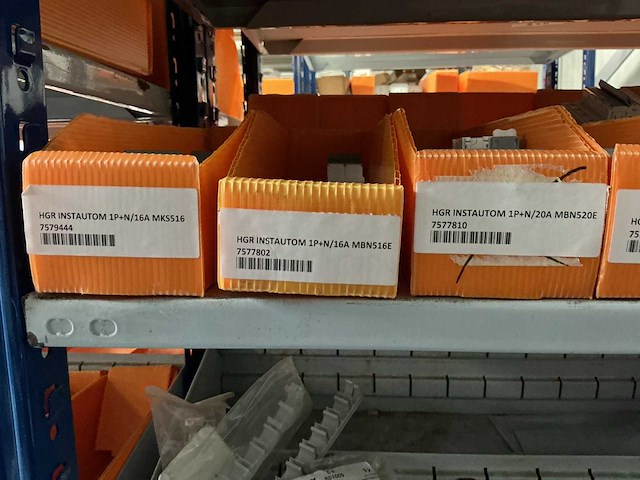 HGR INSTAUTOM 1P+N/16A MKS516
7579444
HGR INSTAUTOM 1P+N/16A MBN516E
7577802
HGR INSTAUTOM 1P+N/20A MBN520E
7577810